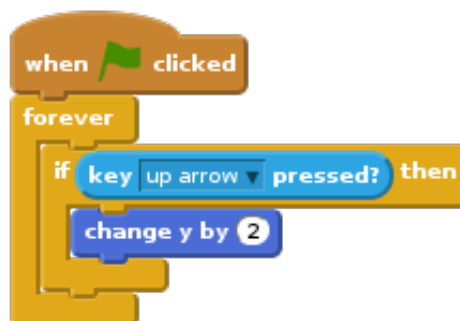 when clicked
forever
if key up arrow pressed? then
change y by 2